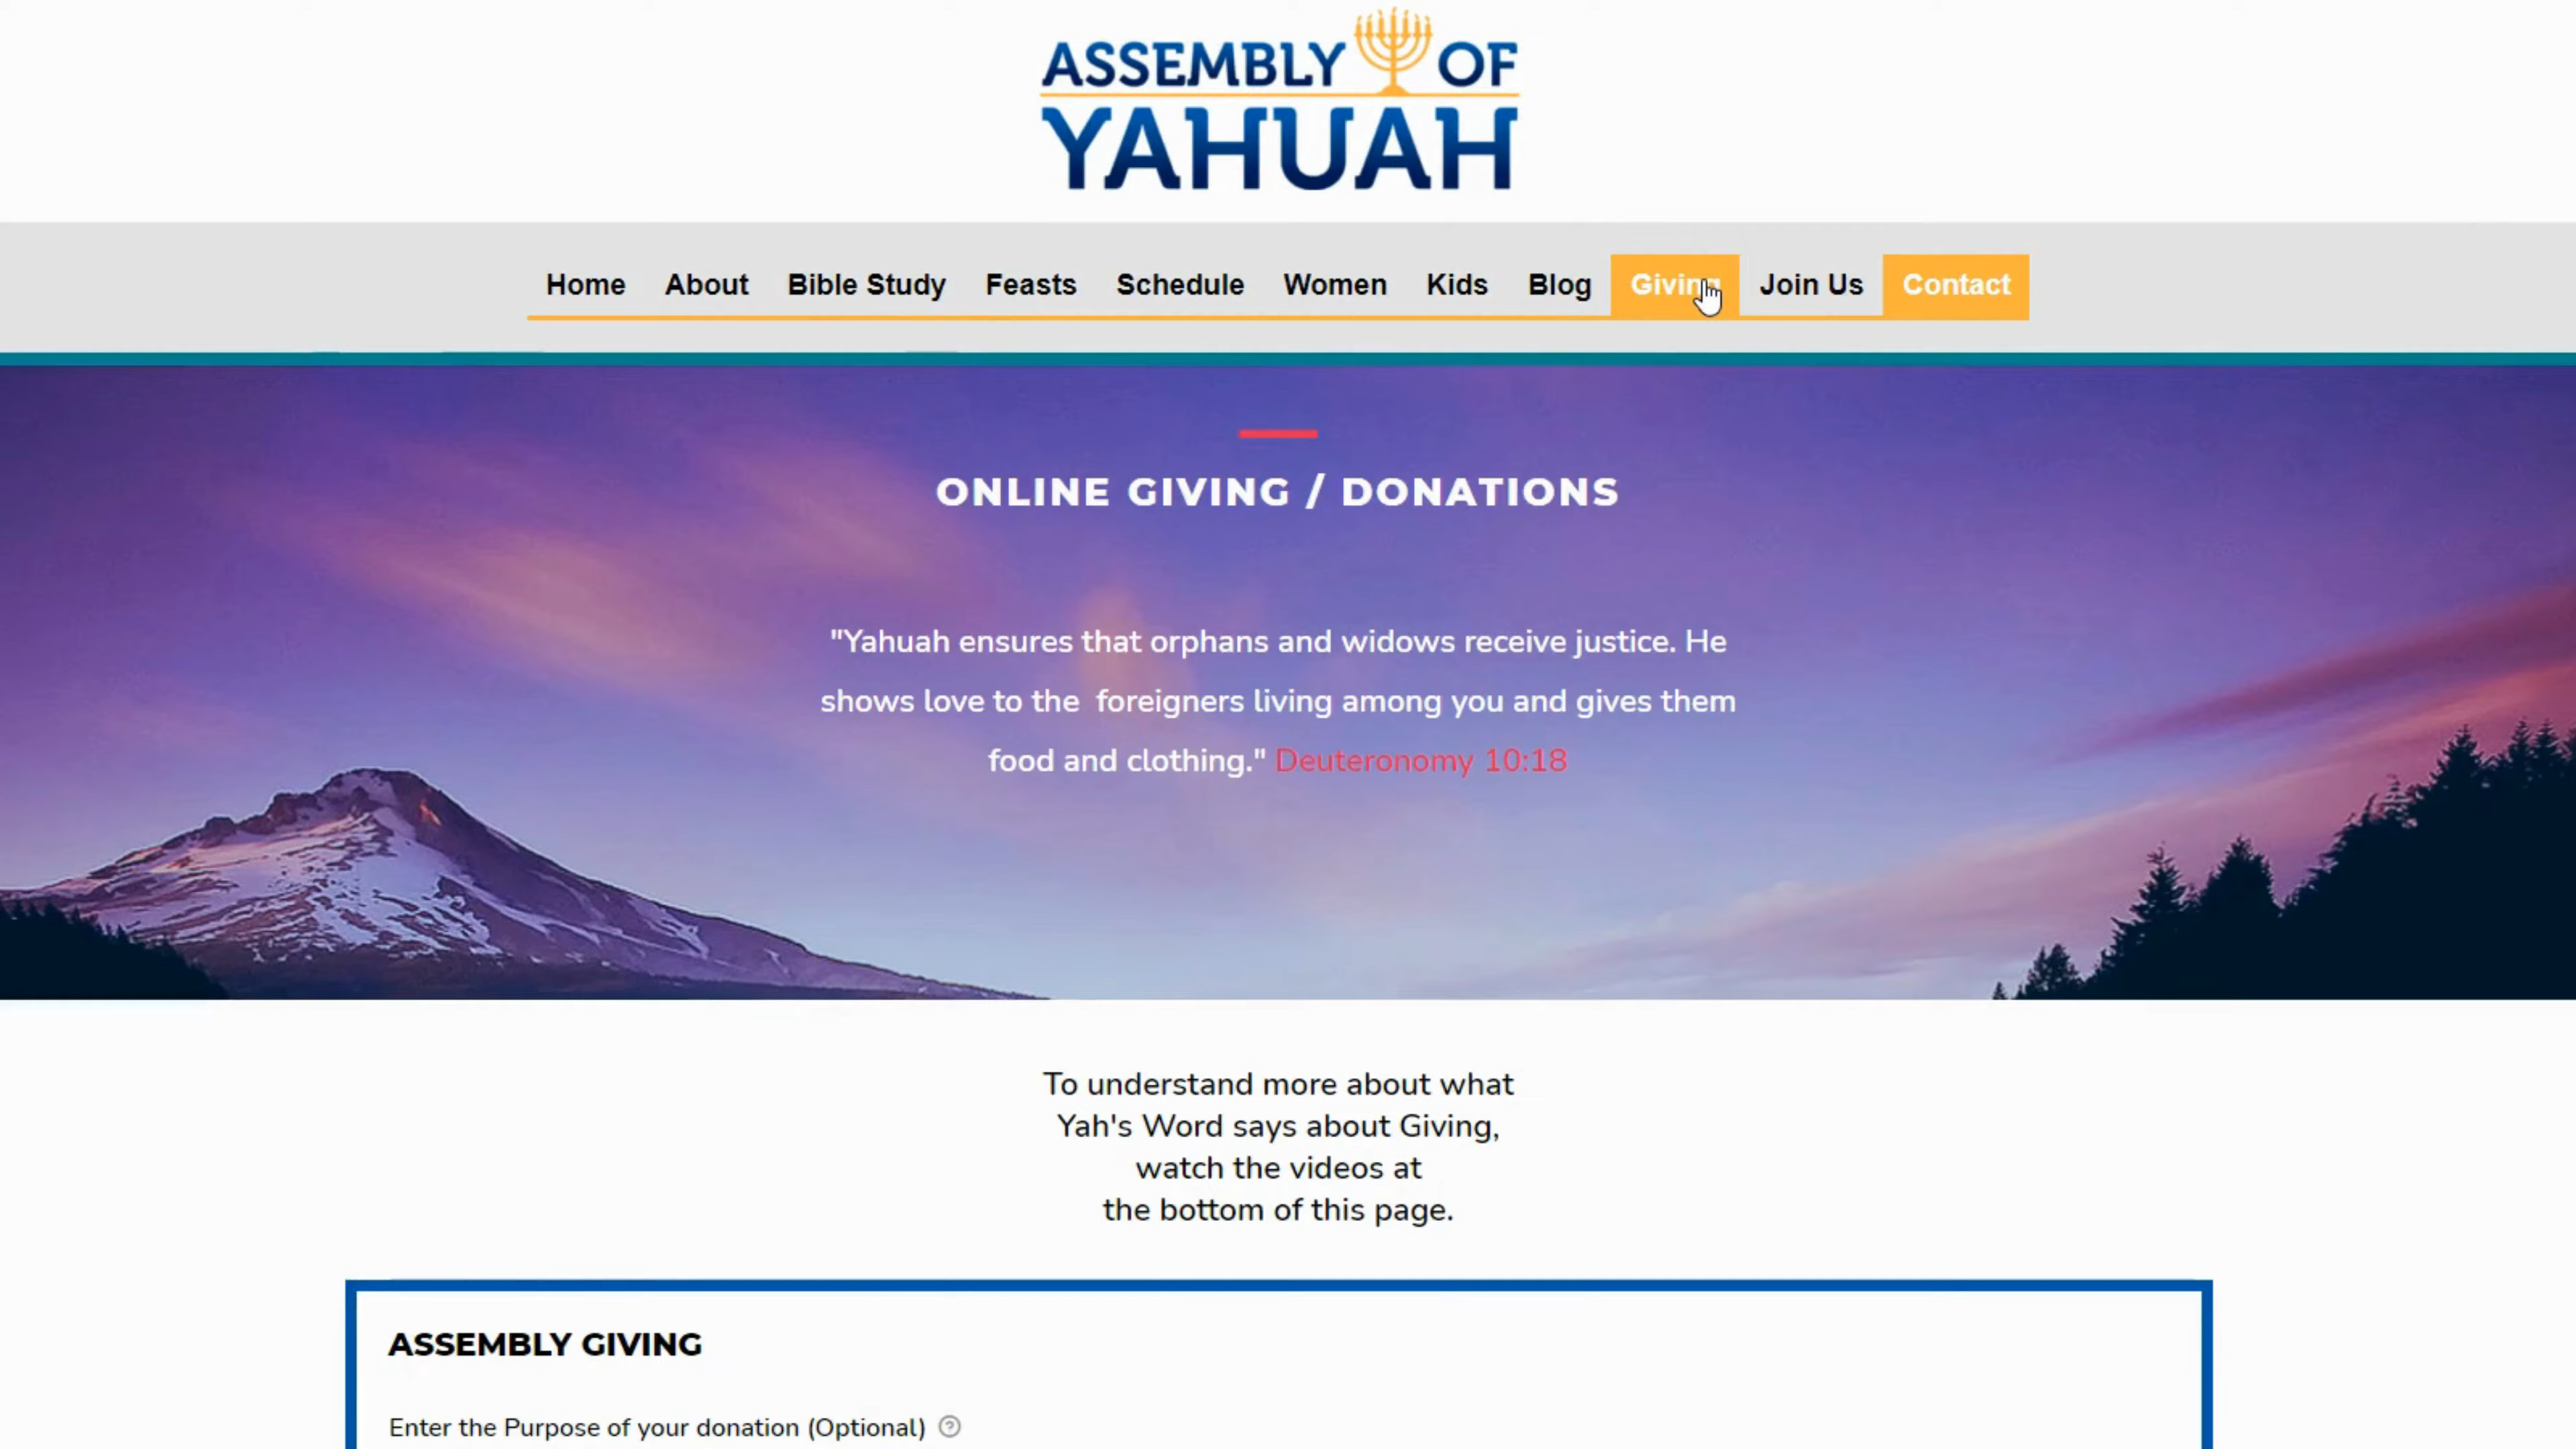 ASSEMBLY OF
YAHUAH
Home About Bible Study Feasts Schedule Women Kids Blog Giving Join Us Contact
ONLINE GIVING / DONATIONS
"Yahuah ensures that orphans and widows receive justice. He
shows love to the foreigners living among you and gives them
food and clothing." Deuteronomy 10:18
To understand more about what
Yah's Word says about Giving,
watch the videos at
the bottom of this page.
ASSEMBLY GIVING
Enter the Purpose of your donation (Optional) ?